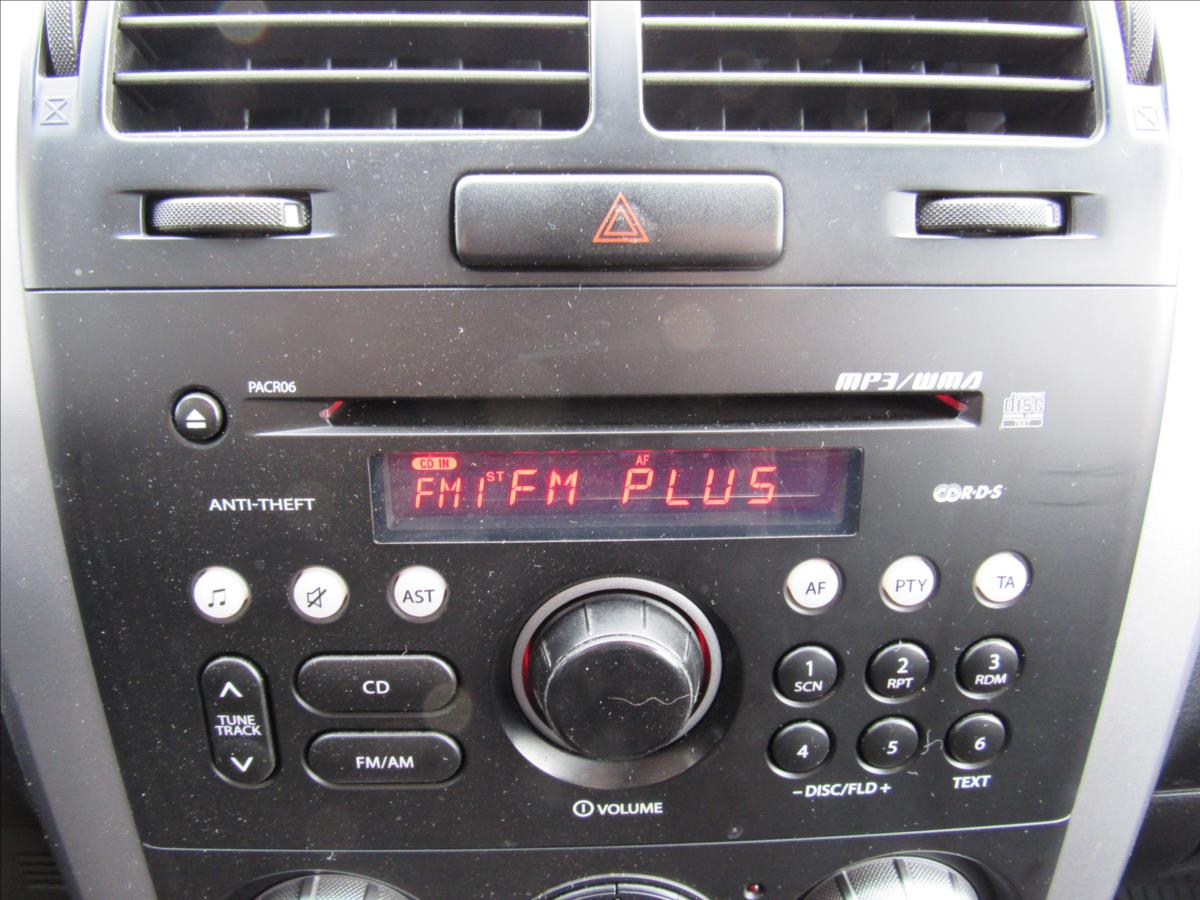 PACR06
MP3/WMA
disc
TEXT
CD IN
AF
FM1 ST FM PLUS
ANTI-THEFT
R·D·S
AST
AF
PTY
TA
TUNE
TRACK
CD
FM/AM
1
SCN
2
RPT
3
RDM
4
5
6
– DISC/FLD +
TEXT
VOLUME